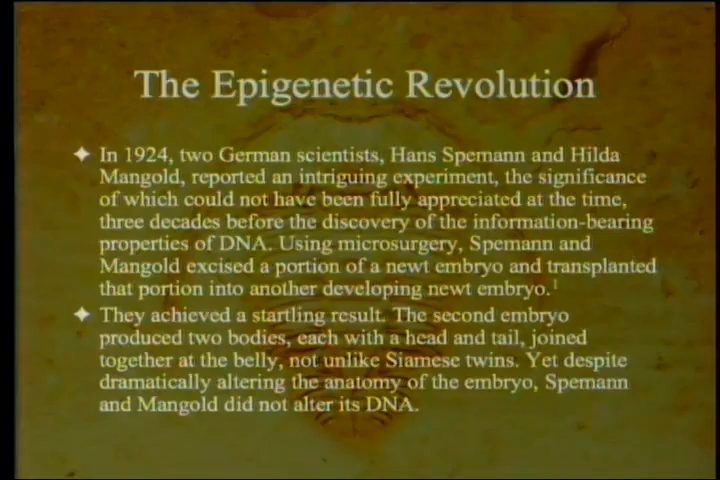 The Epigenetic Revolution
✦ In 1924, two German scientists, Hans Spemann and Hilda
Mangold, reported an intriguing experiment, the significance
of which could not have been fully appreciated at the time,
three decades before the discovery of the information-bearing
properties of DNA. Using microsurgery, Spemann and
Mangold excised a portion of a newt embryo and transplanted
that portion into another developing newt embryo.¹
✦ They achieved a startling result. The second embryo
produced two bodies, each with a head and tail, joined
together at the belly, not unlike Siamese twins. Yet despite
dramatically altering the anatomy of the embryo, Spemann
and Mangold did not alter its DNA.